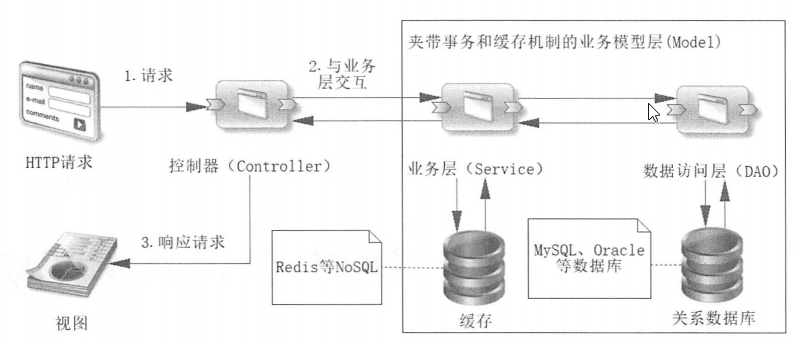 夹带事务和缓存机制的业务模型层(Model)
1.请求
2.与业务
层交互
name
e-mail
comments
HTTP请求
控制器（Controller）
业务层（Service）
数据访问层（DAO）
3.响应请求
Redis等NoSQL
MySQL、Oracle
等数据库
视图
缓存
关系数据库